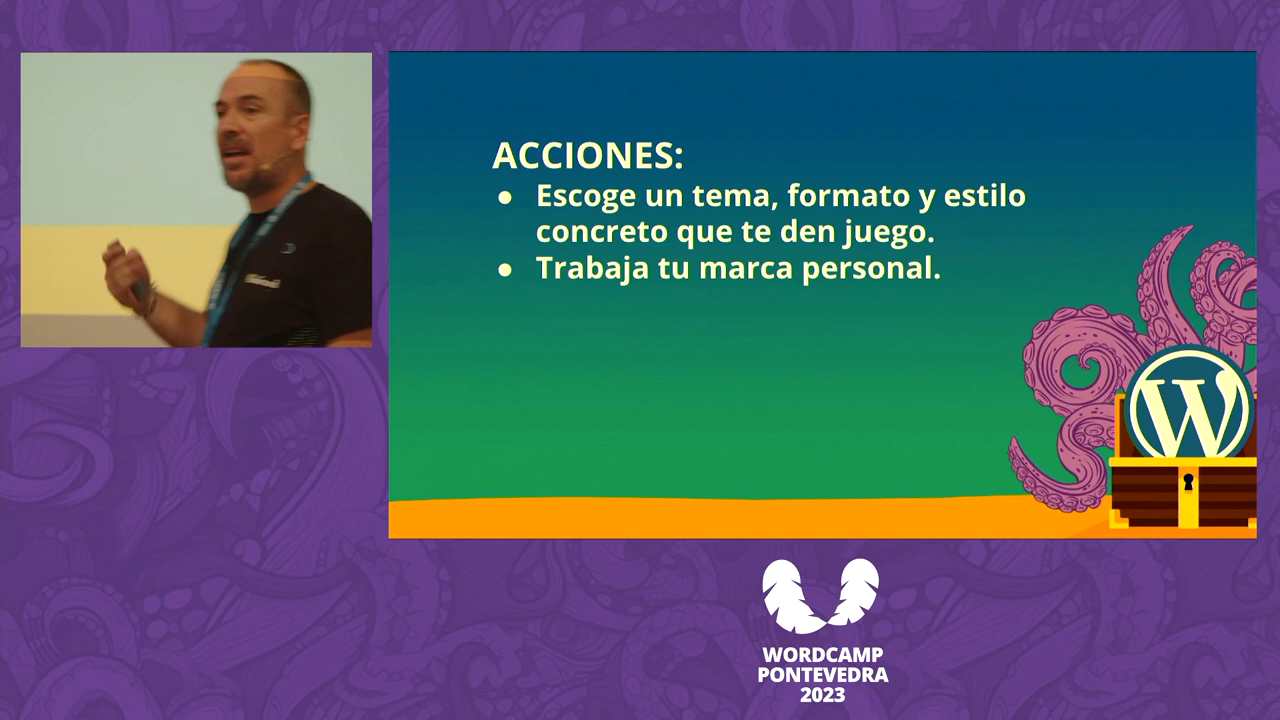 ACCIONES:
● Escoge un tema, formato y estilo
concreto que te den juego.
● Trabaja tu marca personal.
W
WORDCAMP
PONTEVEDRA
2023